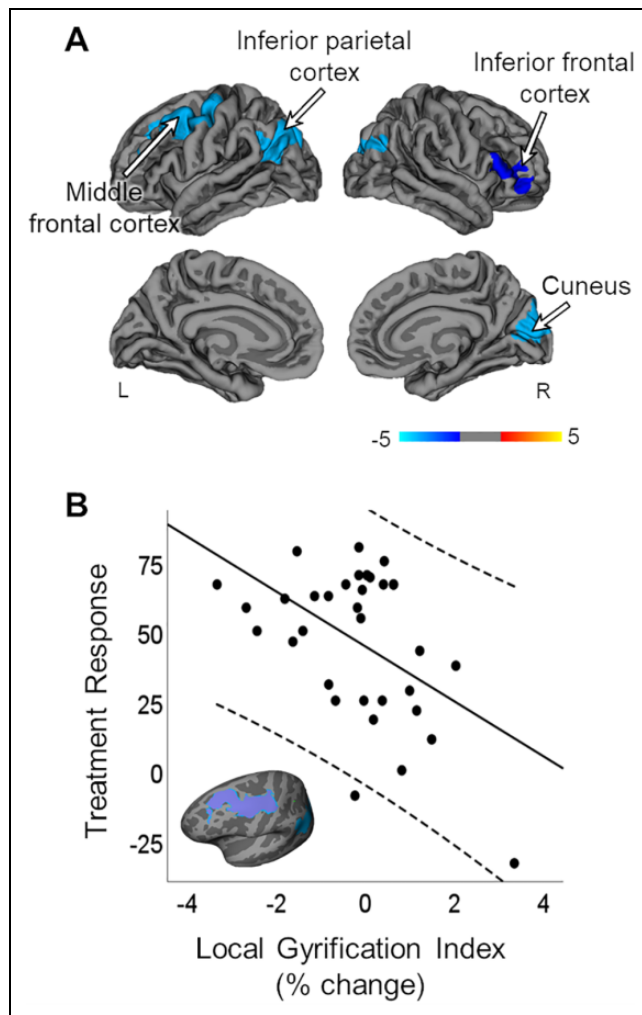 A
Inferior parietal
cortex
Inferior frontal
cortex
Middle
frontal cortex
Cuneus
L
R
-5
5
B
Treatment Response
75
50
25
0
-25
-4
-2
0
2
4
Local Gyrification Index
(% change)